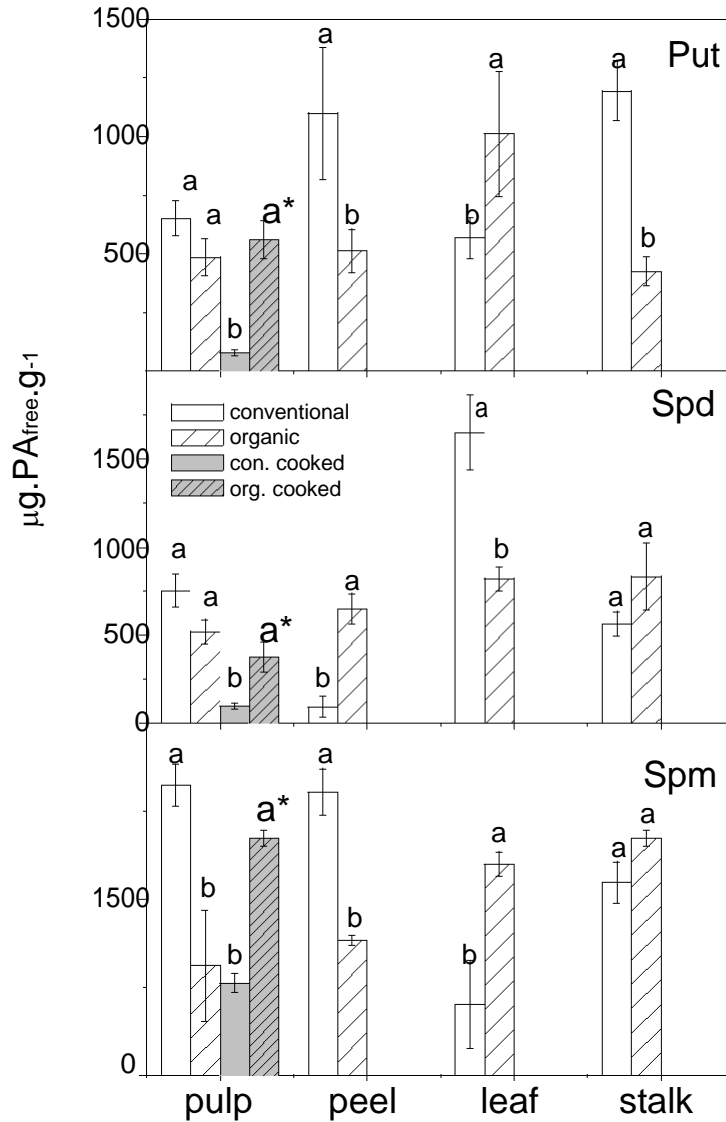 1500
Put
a
a
a
a
a
a
a*
b
b
b
b
1000
500
μg.PAfree.g-1
Spd
conventional
organic
con. cooked
org. cooked
1500
1000
500
0
a
a
a
a
a
b
a
a*
b
b
Spm
1500
0
a
a
a*
a
a
a
b
b
b
b
pulp peel leaf stalk